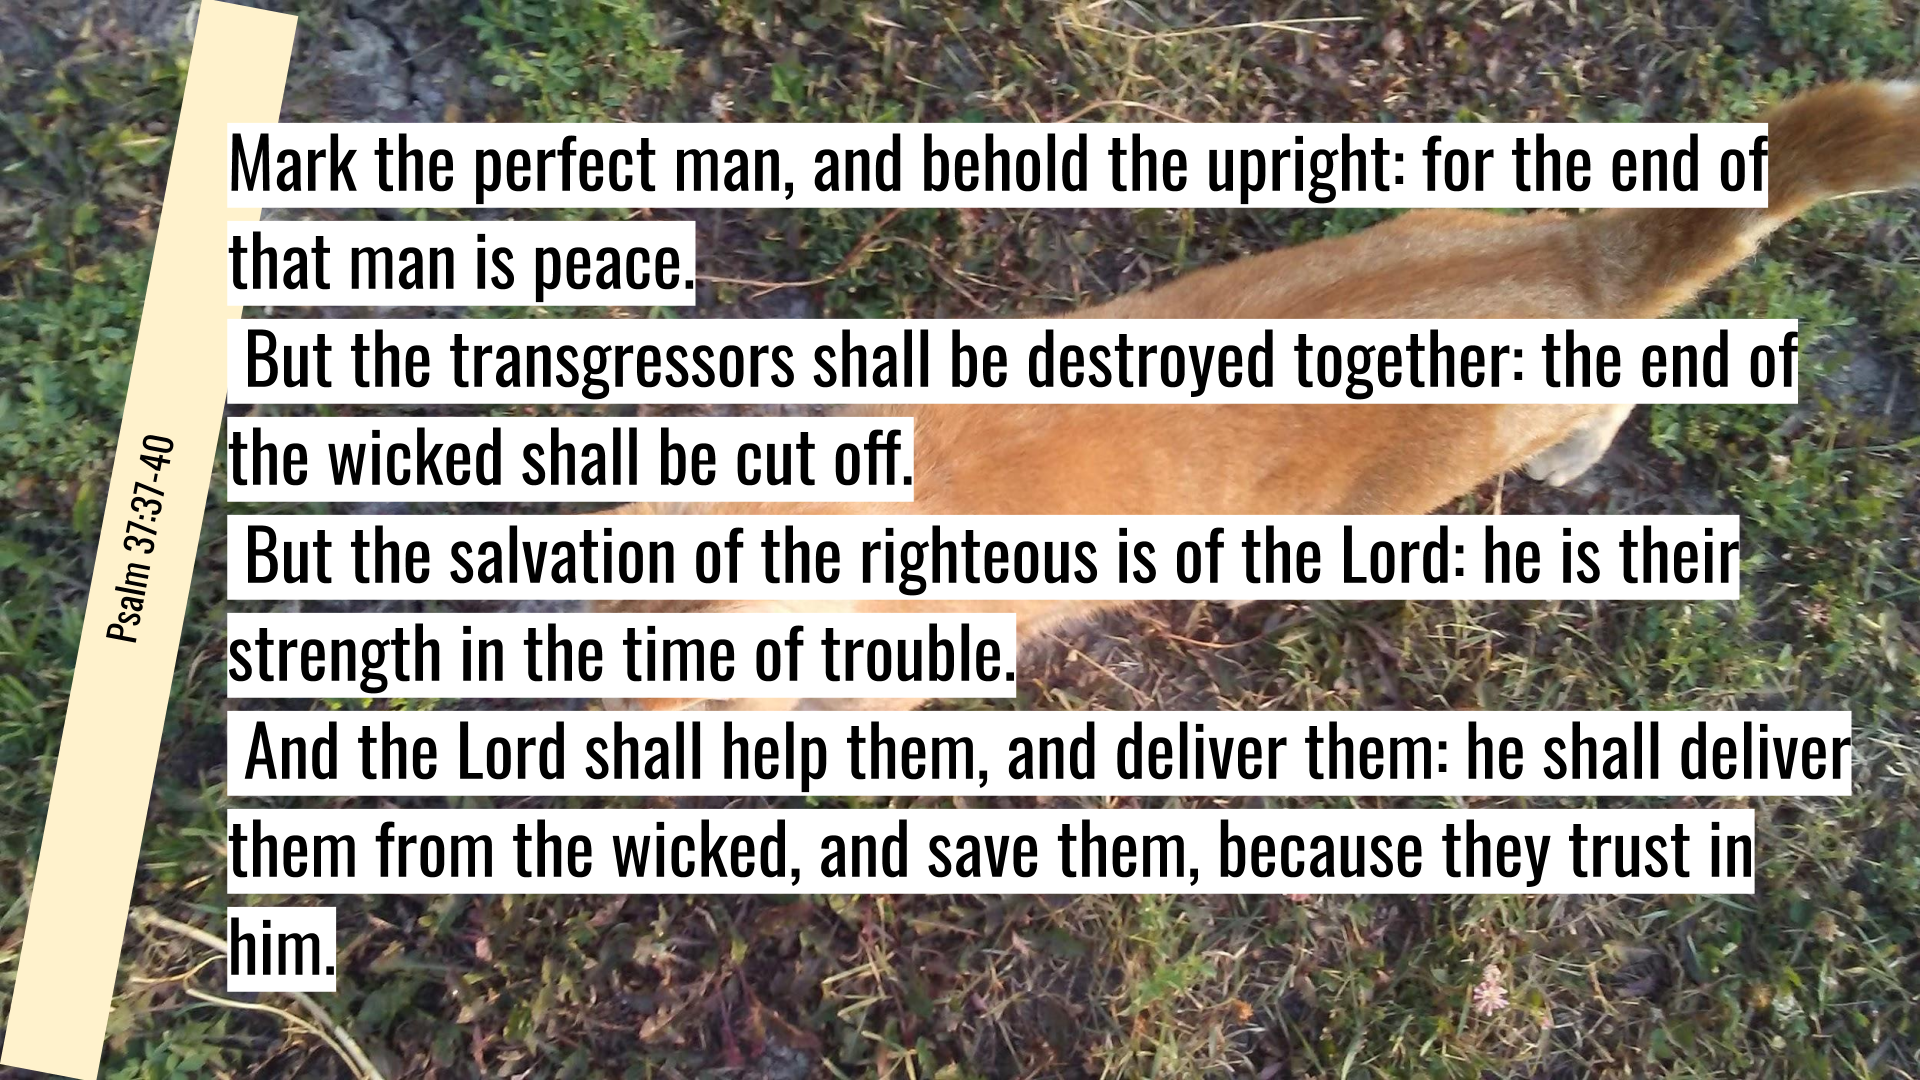 Mark the perfect man, and behold the upright: for the end of
that man is peace.
But the transgressors shall be destroyed together: the end of
the wicked shall be cut off.
But the salvation of the righteous is of the Lord: he is their
strength in the time of trouble.
And the Lord shall help them, and deliver them: he shall deliver
them from the wicked, and save them, because they trust in
him.
Psalm 37:37-40